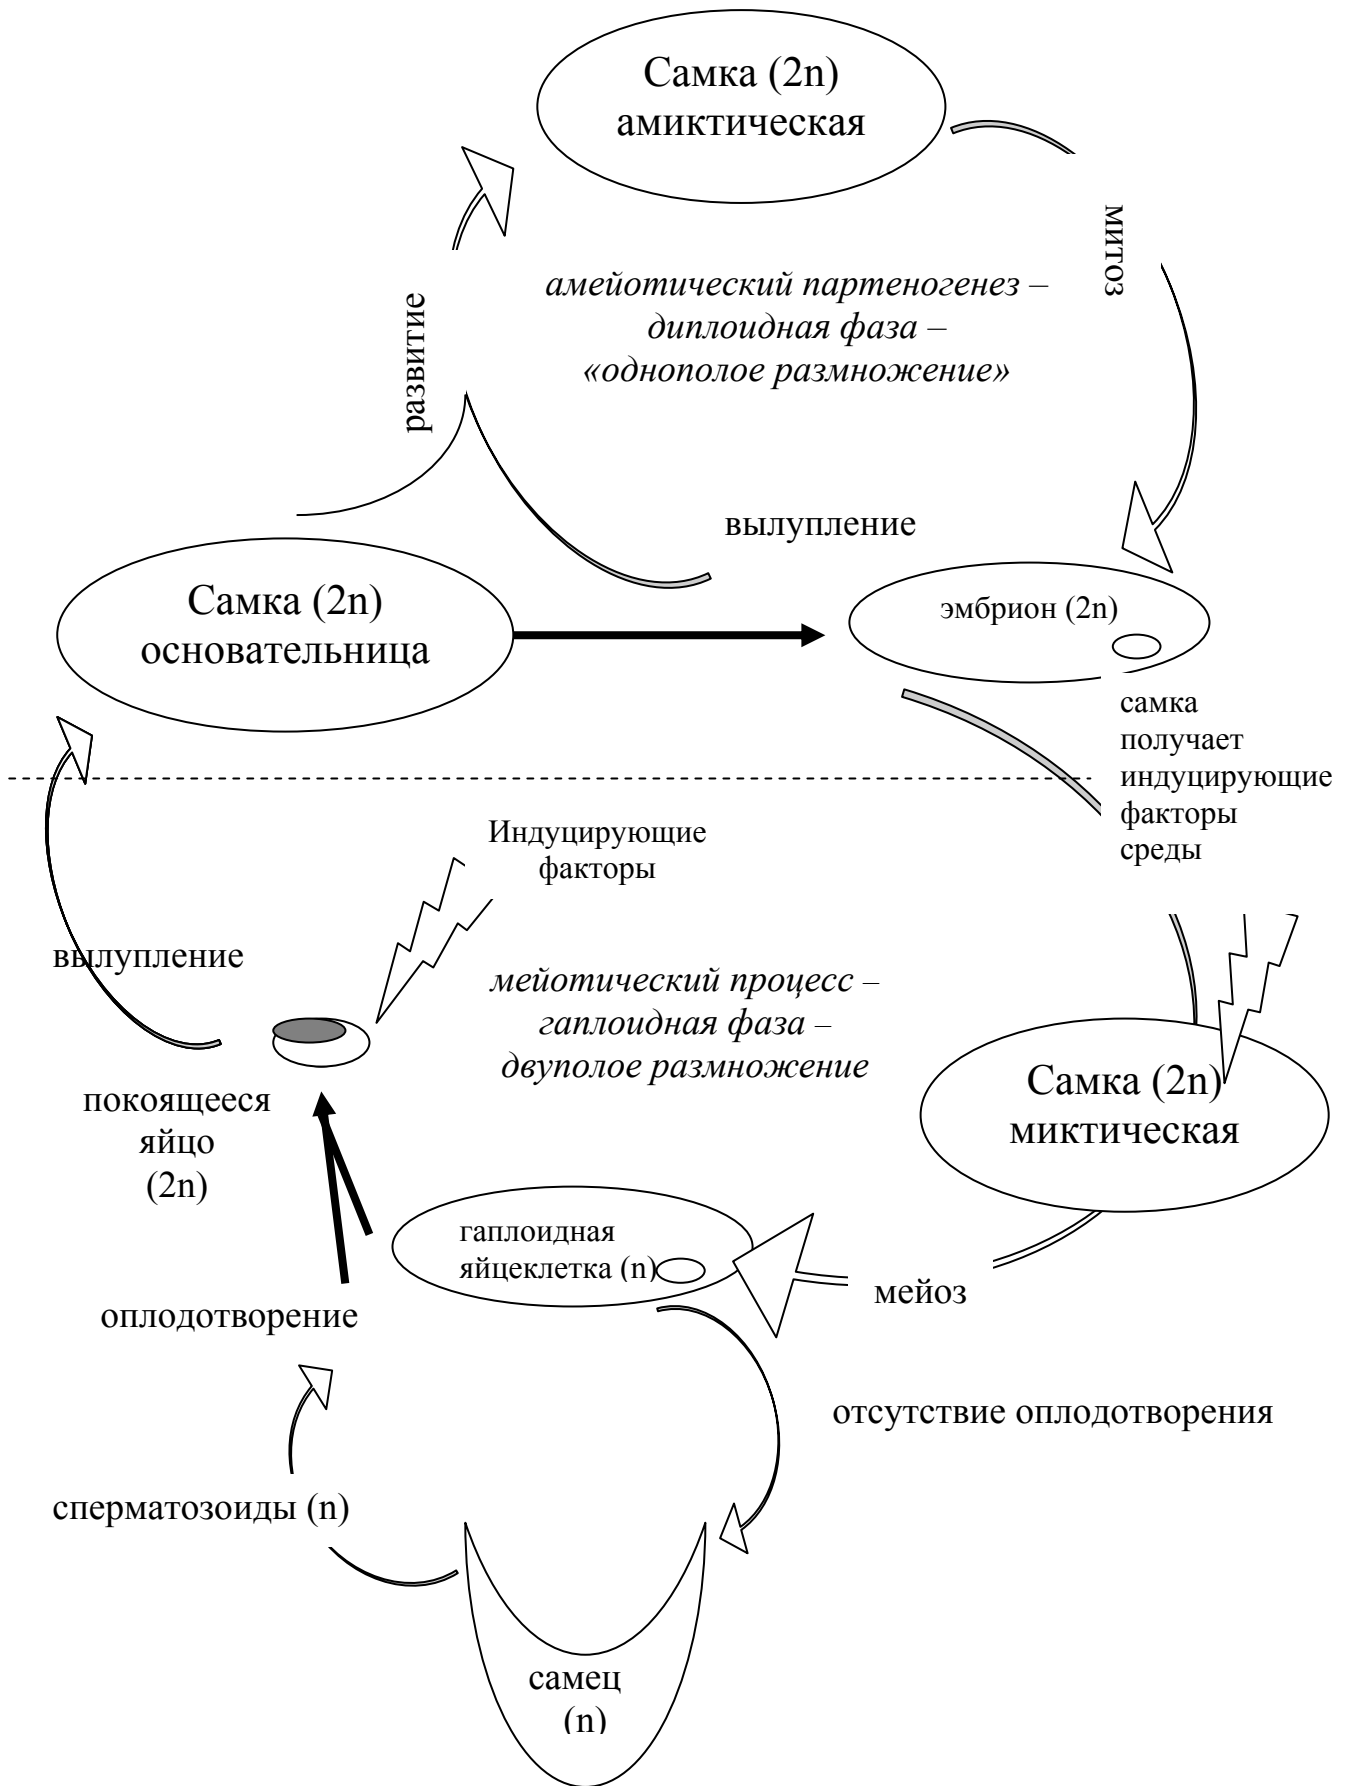 Самка (2n)
амиктическая
митоз
амейотический партеногенез –
диплоидная фаза –
«однополое размножение»
развитие
вылупление
Самка (2n)
основательница
эмбрион (2n)
самка
получает
индуцирующие
факторы
среды
Индуцирующие
факторы
вылупление
мейотический процесс –
гаплоидная фаза –
двуполое размножение
Самка (2n)
миктическая
покоящееся
яйцо
(2n)
гаплоидная
яйцеклетка (n)
мейоз
оплодотворение
отсутствие оплодотворения
сперматозоиды (n)
самец
(n)